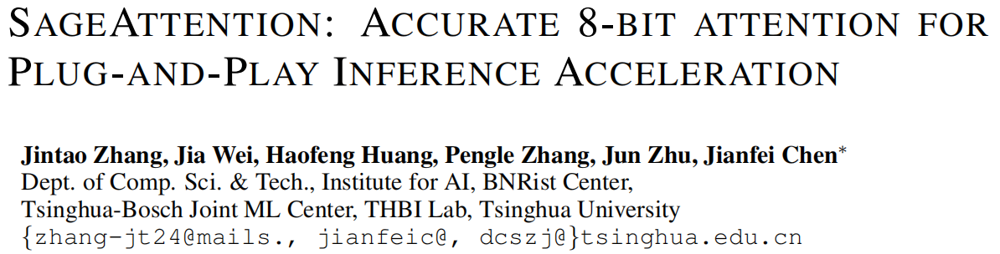 SAGEATTENTION: ACCURATE 8-BIT ATTENTION FOR
PLUG-AND-PLAY INFERENCE ACCELERATION
Jintao Zhang, Jia Wei, Haofeng Huang, Pengle Zhang, Jun Zhu, Jianfei Chen*
Dept. of Comp. Sci. & Tech., Institute for AI, BNRist Center,
Tsinghua-Bosch Joint ML Center, THBI Lab, Tsinghua University
{zhang-jt24@mails., jianfeic@, dcszj@}tsinghua.edu.cn